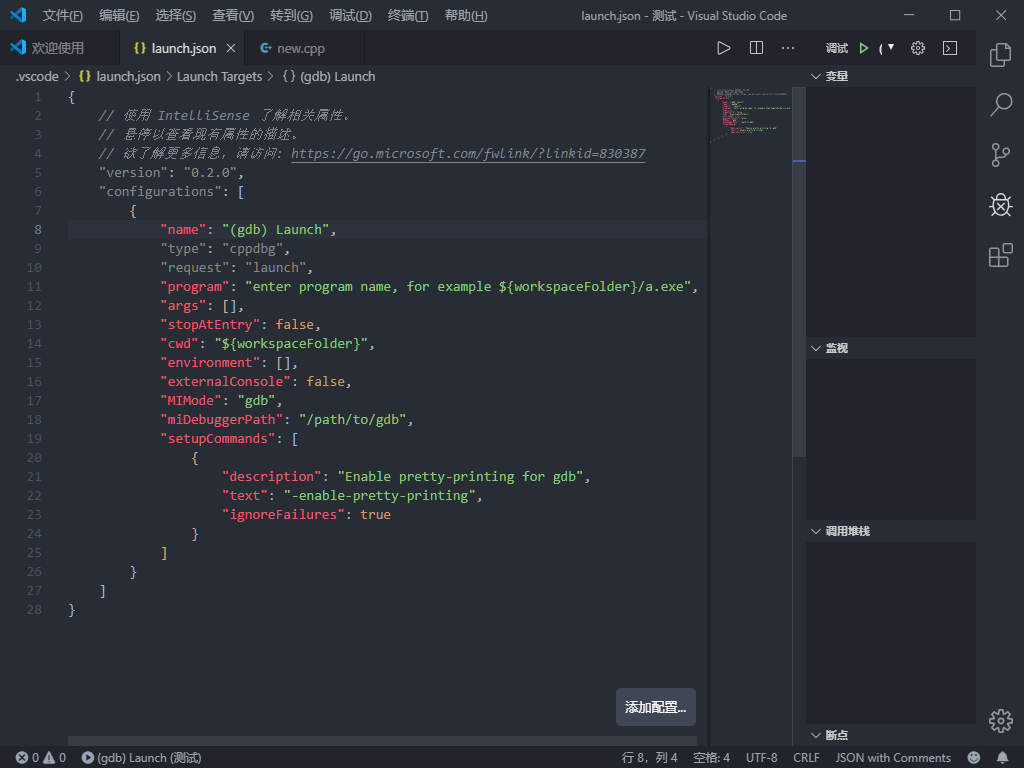 文件(F) 编辑(E) 选择(S) 查看(V) 转到(G) 调试(D) 终端(T) 帮助(H) launch.json - 测试 - Visual Studio Code
欢迎使用 {} launch.json × C+ new.cpp ··· 调试
.vscode > {} launch.json > Launch Targets > {} (gdb) Launch
变量
1 {
2 // 使用 IntelliSense 了解相关属性。
3 // 悬停以查看现有属性的描述。
4 // 欲了解更多信息，请访问: https://go.microsoft.com/fwlink/?linkid=830387
5 "version": "0.2.0",
6 "configurations": [
7 {
8 "name": "(gdb) Launch",
9 "type": "cppdbg",
10 "request": "launch",
11 "program": "enter program name, for example ${workspaceFolder}/a.exe",
12 "args": [],
13 "stopAtEntry": false,
14 "cwd": "${workspaceFolder}",
15 "environment": [],
16 "externalConsole": false,
17 "MIMode": "gdb",
18 "miDebuggerPath": "/path/to/gdb",
19 "setupCommands": [
20 {
21 "description": "Enable pretty-printing for gdb",
22 "text": "-enable-pretty-printing",
23 "ignoreFailures": true
24 }
25 ]
26 }
27 ]
28 }
监视
调用堆栈
断点
添加配置...
0 0 (gdb) Launch (测试) 行 8，列 4 空格: 4 UTF-8 CRLF JSON with Comments